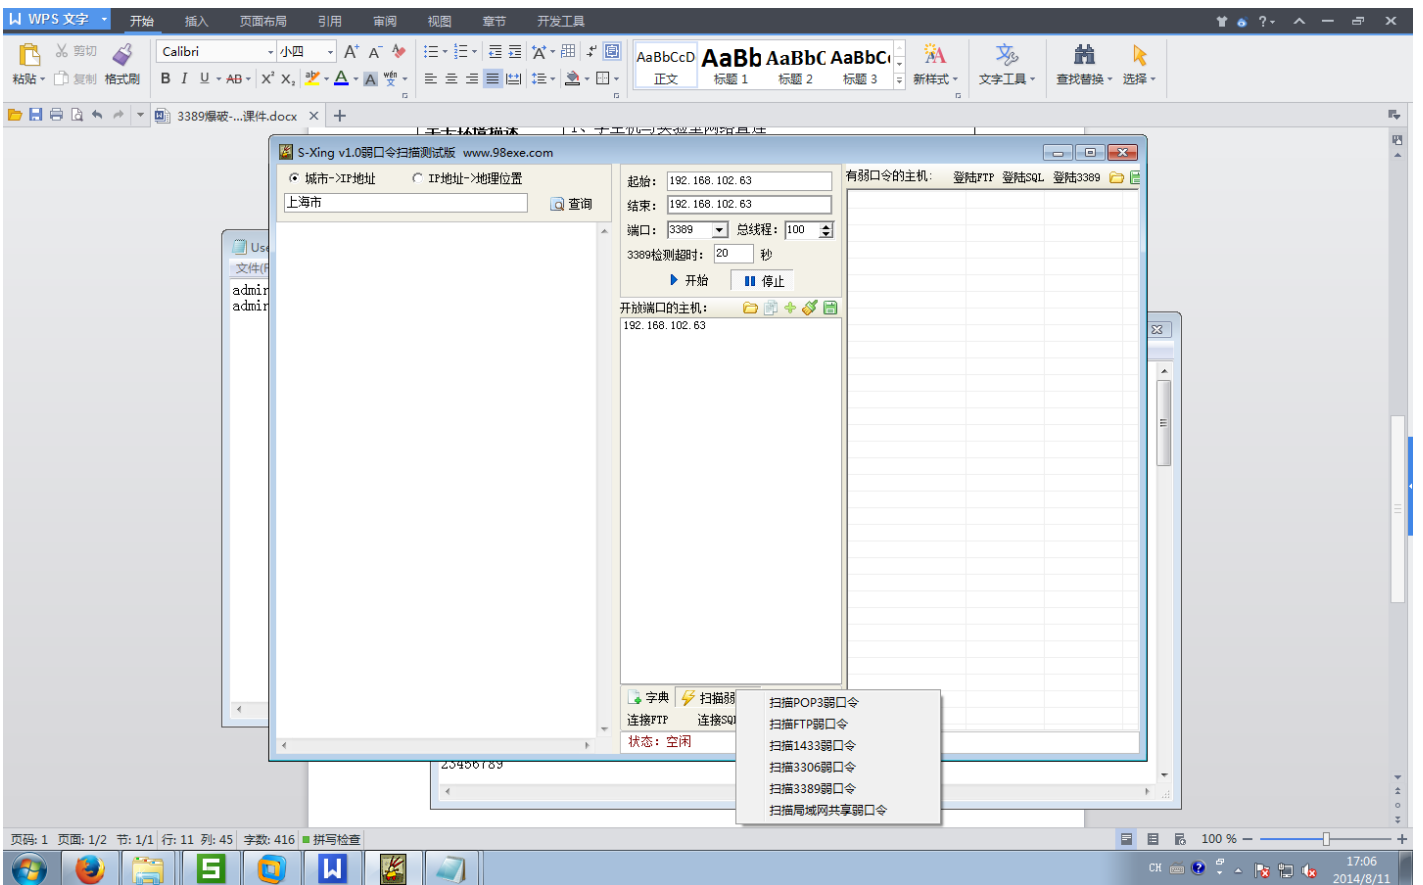 WPS 文字
开始 插入 页面布局 引用 审阅 视图 章节 开发工具
粘贴 剪切 复制 格式刷
Calibri 小四
AaBbCcD AaBb AaBbC AaBbC
正文 标题 1 标题 2 标题 3 新样式 文字工具 查找替换 选择
3389爆破-...课件.docx
S-Xing v1.0弱口令扫描测试版 www.98exe.com
城市->IP地址 IP地址->地理位置
上海市 查询
起始: 192.168.102.63
结束: 192.168.102.63
端口: 3389 总线程: 100
3389检测超时: 20 秒
开始 停止
开放端口的主机:
192.168.102.63
有弱口令的主机: 登陆FTP 登陆SQL 登陆3389
Use
文件(F
admin
admin
字典 扫描弱
连接FTP 连接SQL
状态: 空闲
扫描POP3弱口令
扫描FTP弱口令
扫描1433弱口令
扫描3306弱口令
扫描3389弱口令
扫描局域网共享弱口令
23456789
页码: 1 页面: 1/2 节: 1/1 行: 11 列: 45 字数: 416 拼写检查 100 %
CH 17:06
2014/8/11